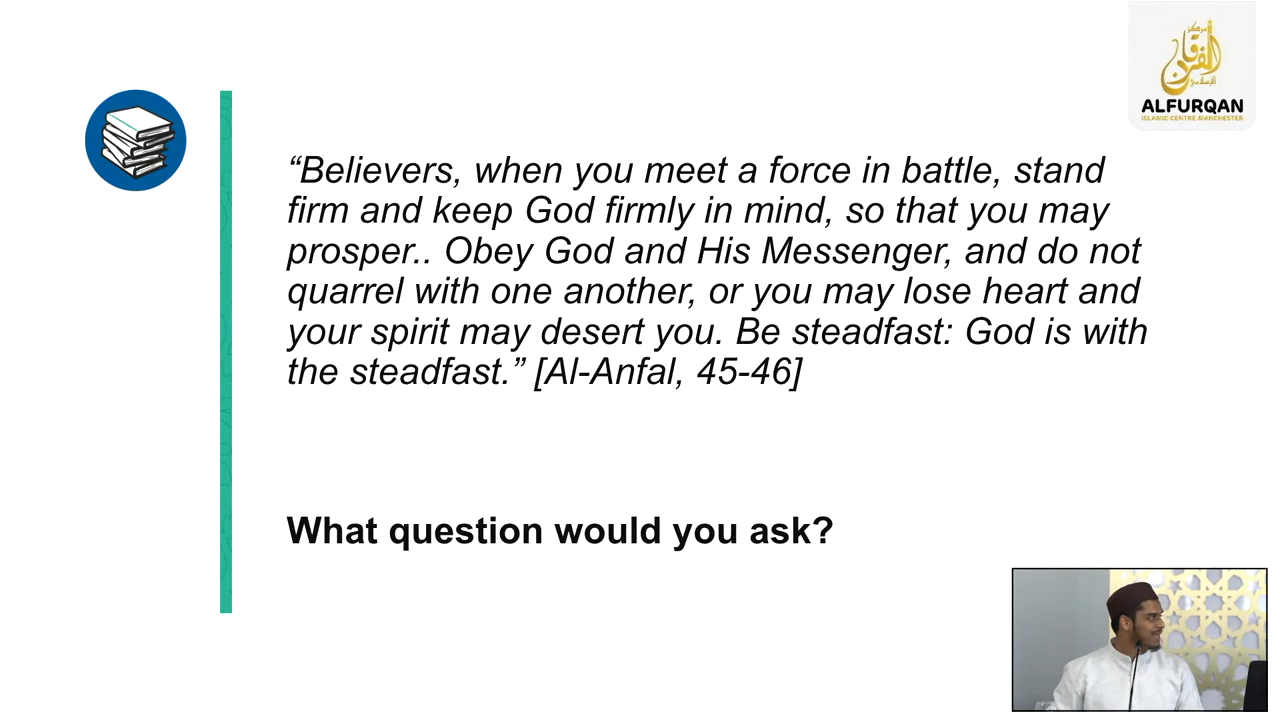 مركز
الفرقان
الإسلامي
ALFURQAN
ISLAMIC CENTRE MANCHESTER
“Believers, when you meet a force in battle, stand
firm and keep God firmly in mind, so that you may
prosper.. Obey God and His Messenger, and do not
quarrel with one another, or you may lose heart and
your spirit may desert you. Be steadfast: God is with
the steadfast.” [Al-Anfal, 45-46]
What question would you ask?